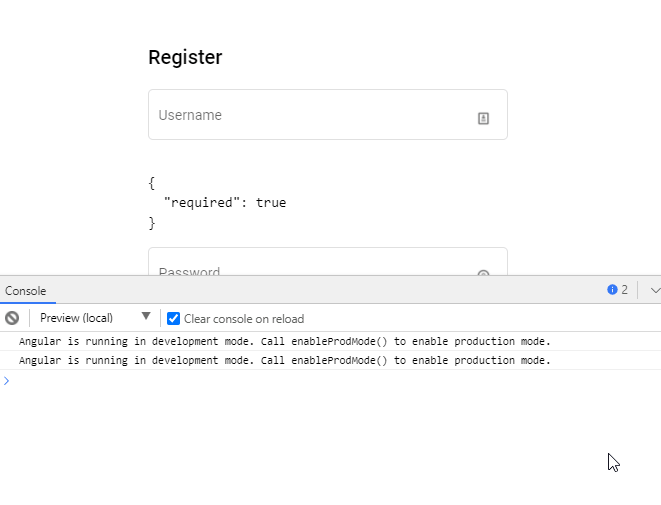 Register
Username
{
"required": true
}
Password
Console
2
Preview (local)
Clear console on reload
Angular is running in development mode. Call enableProdMode() to enable production mode.
Angular is running in development mode. Call enableProdMode() to enable production mode.